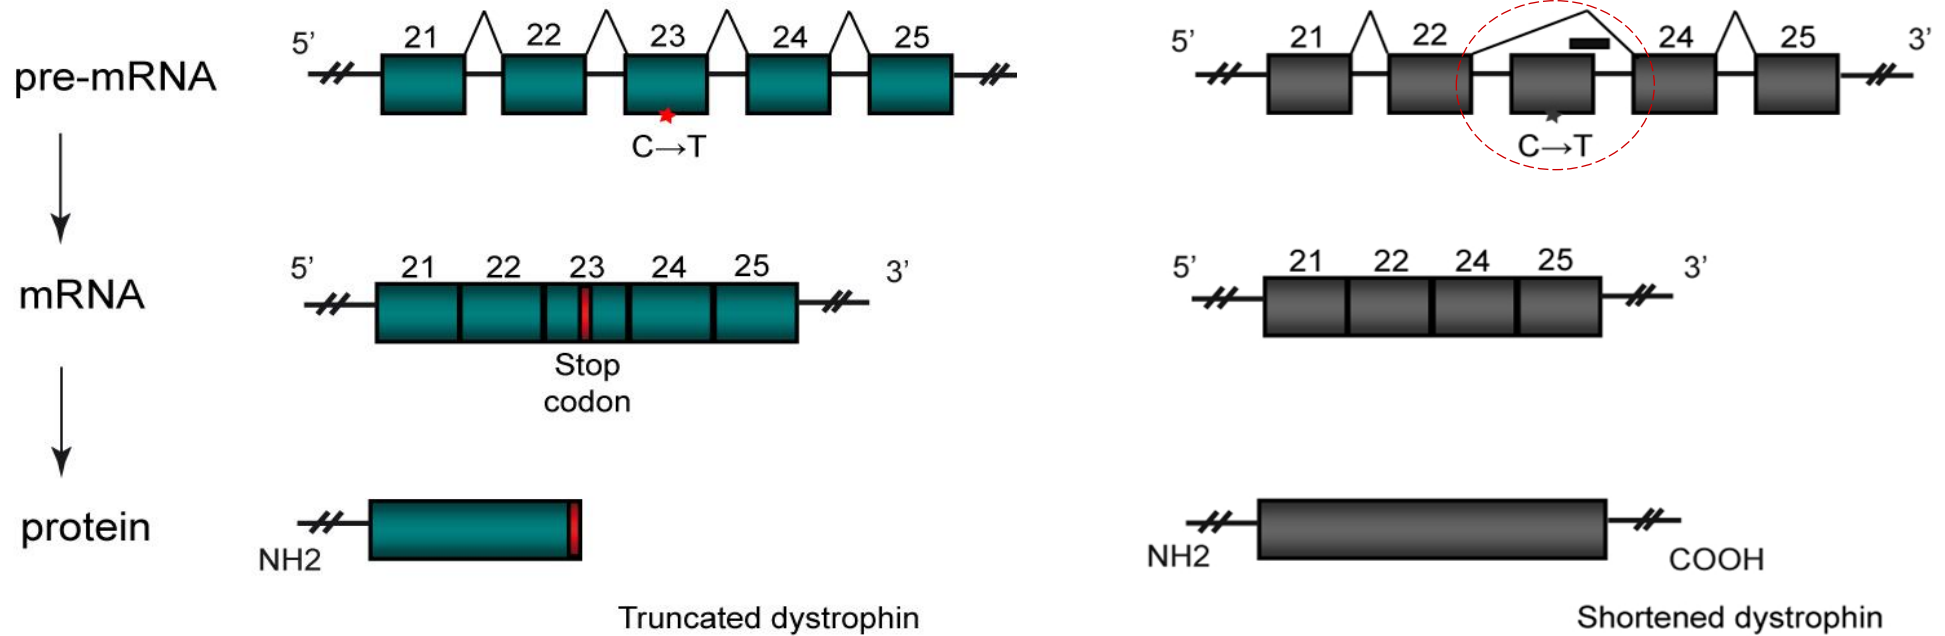 5’ 21 22 23 24 25
5’ 21 22 24 25 3’
pre-mRNA
C→T
C→T
5’ 21 22 23 24 25 3’
5’ 21 22 24 25 3’
mRNA
Stop
codon
protein
NH2
NH2 COOH
Truncated dystrophin
Shortened dystrophin